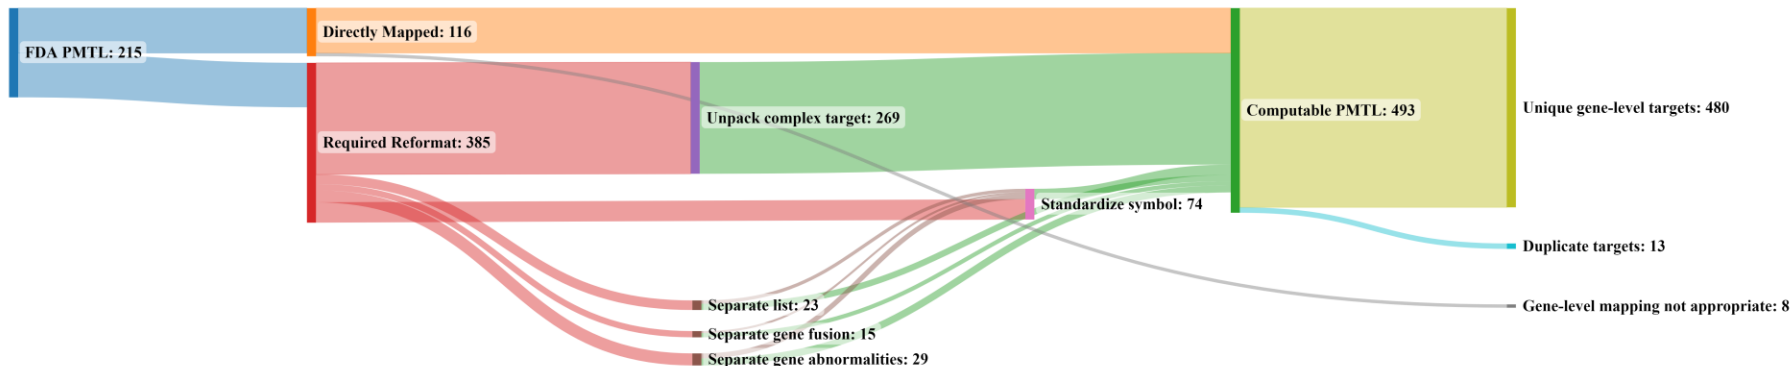 FDA PMTL: 215
Directly Mapped: 116
Required Reformat: 385
Unpack complex target: 269
Separate list: 23
Separate gene fusion: 15
Separate gene abnormalities: 29
Standardize symbol: 74
Computable PMTL: 493
Unique gene-level targets: 480
Duplicate targets: 13
Gene-level mapping not appropriate: 8